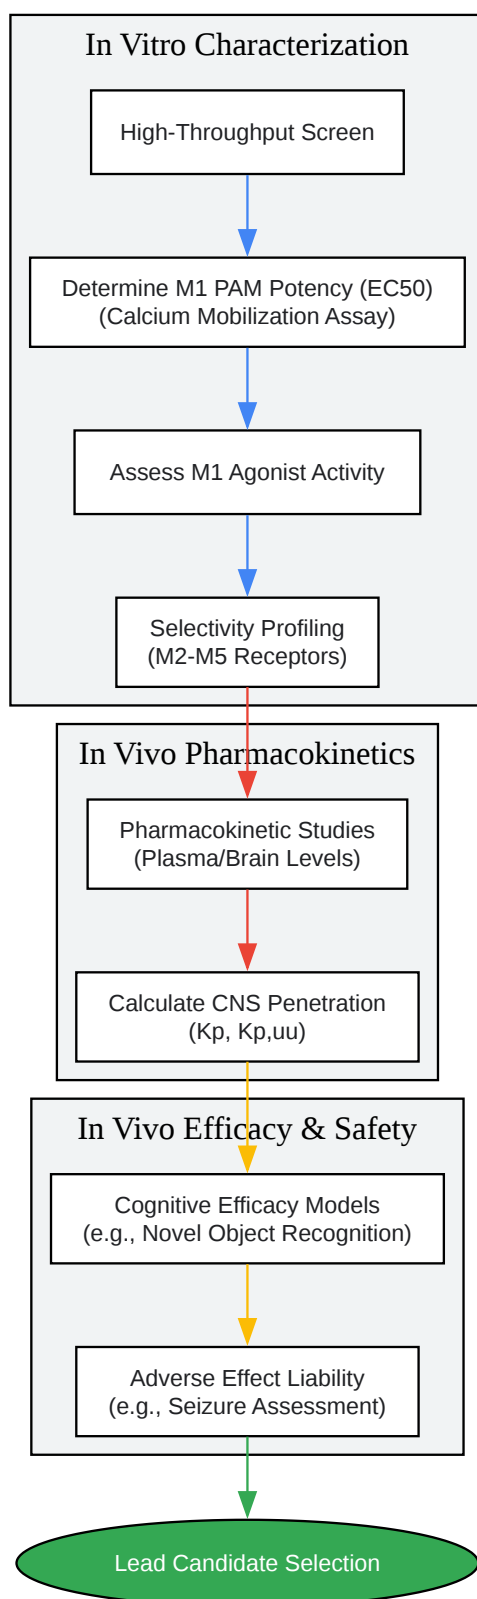 In Vitro Characterization
High-Throughput Screen
Determine M1 PAM Potency (EC50)
(Calcium Mobilization Assay)
Assess M1 Agonist Activity
Selectivity Profiling
(M2-M5 Receptors)
In Vivo Pharmacokinetics
Pharmacokinetic Studies
(Plasma/Brain Levels)
Calculate CNS Penetration
(Kp, Kp,uu)
In Vivo Efficacy & Safety
Cognitive Efficacy Models
(e.g., Novel Object Recognition)
Adverse Effect Liability
(e.g., Seizure Assessment)
Lead Candidate Selection